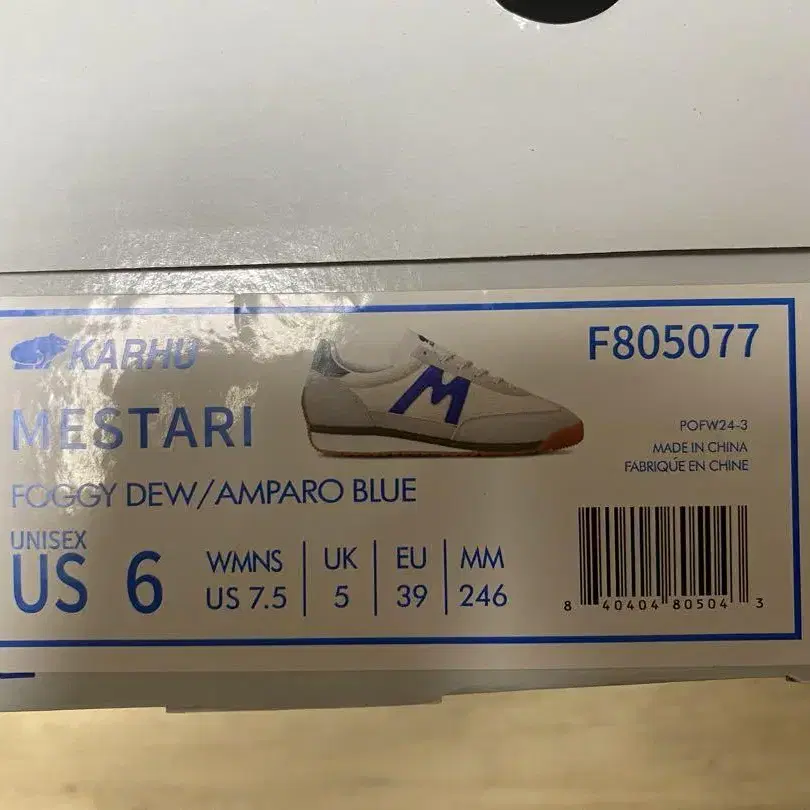 KARHU
F805077
MESTARI
POFW24-3
MADE IN CHINA
FABRIQUÉ EN CHINE
FOGGY DEW/AMPARO BLUE
UNISEX
US 6
WMNS
US 7.5
UK
5
EU
39
MM
246
8 40404 80504 3